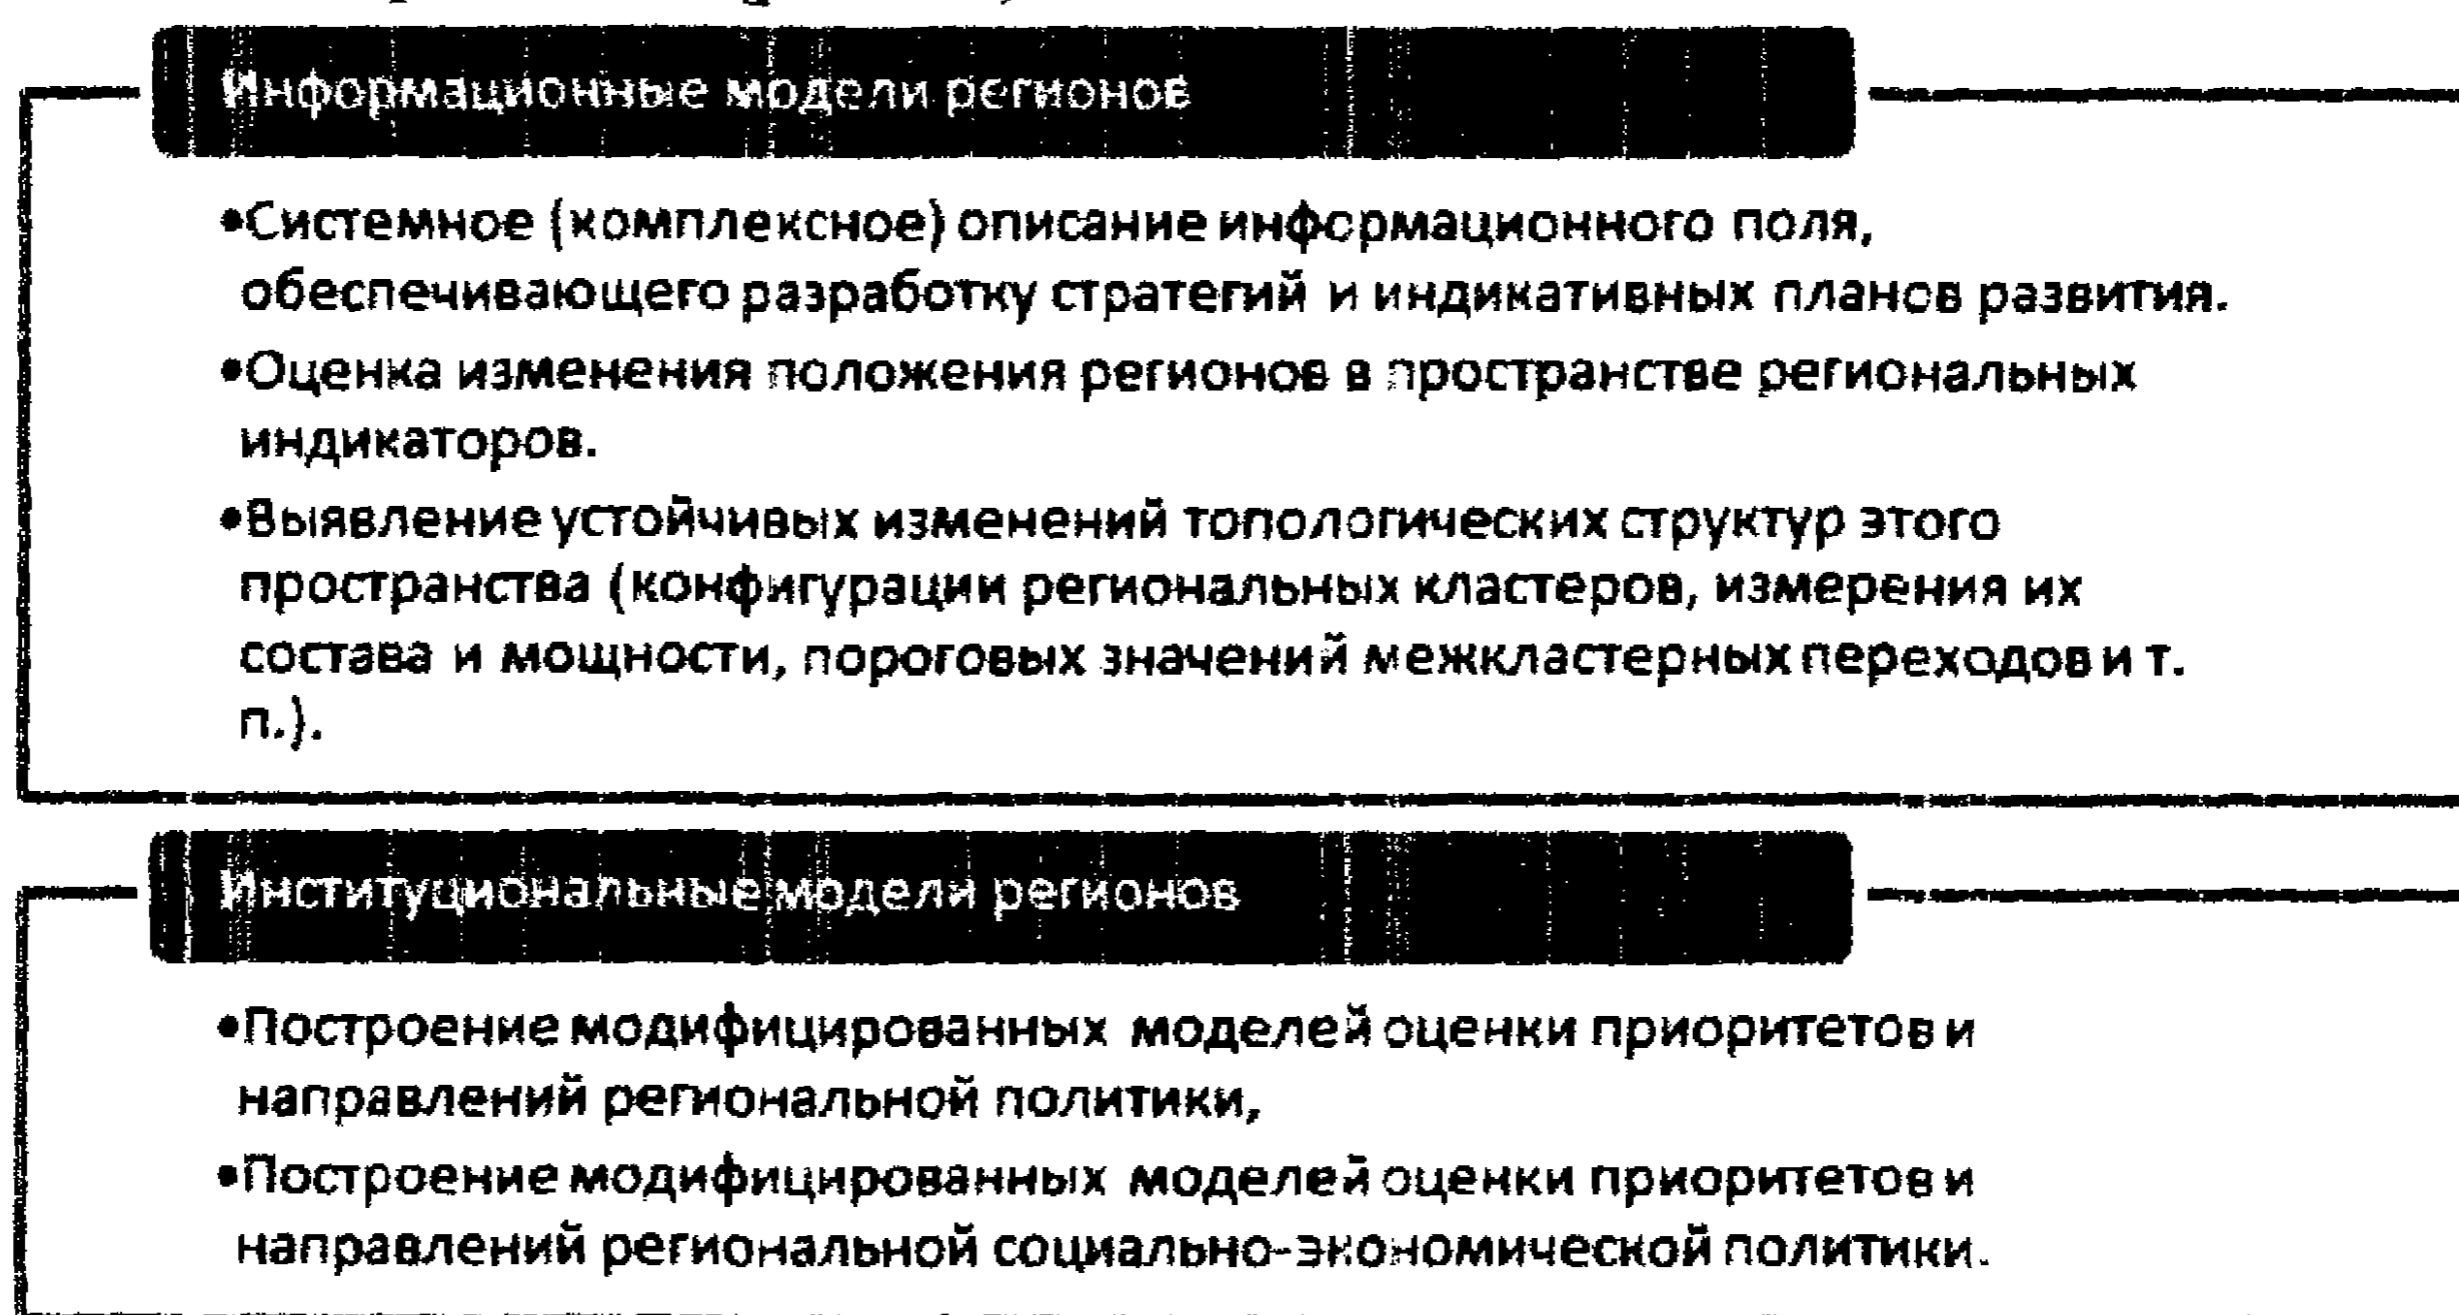 Информационные модели регионов
•Системное (комплексное) описание информационного поля,
обеспечивающего разработку стратегий и индикативных планов развития.
•Оценка изменения положения регионов в пространстве региональных
индикаторов.
•Выявление устойчивых изменений топологических структур этого
пространства (конфигурации региональных кластеров, измерения их
состава и мощности, пороговых значений межкластерных переходов и т.
п.).
Институциональные модели регионов
•Построение модифицированных моделей оценки приоритетов и
направлений региональной политики,
•Построение модифицированных моделей оценки приоритетов и
направлений региональной социально-экономической политики.